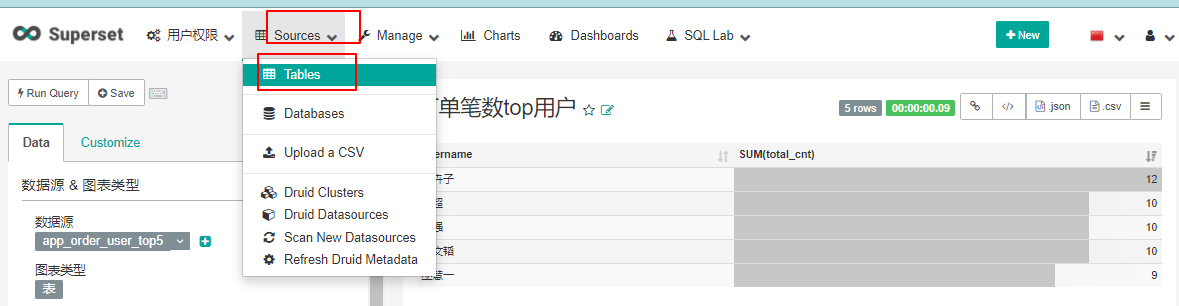 Superset 用户权限 Sources Manage Charts Dashboards SQL Lab New
Tables
Databases
Upload a CSV
Druid Clusters
Druid Datasources
Scan New Datasources
Refresh Druid Metadata
Run Query Save
Data Customize
数据源 & 图表类型
数据源
app_order_user_top5
图表类型
表
单笔数top用户 5 rows 00:00:00.09 </> .json .csv
ername SUM(total_cnt)
子 12
超 10
强 10
文韬 10
慧一 9